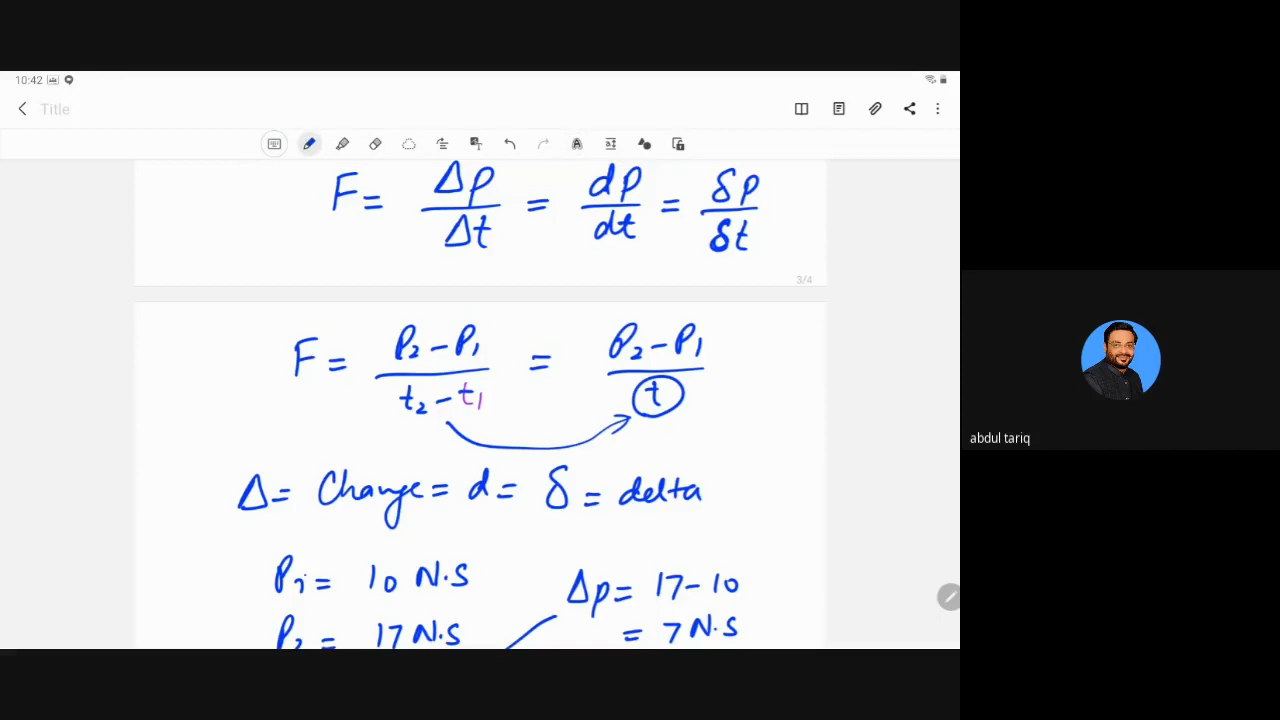 10:42
Title
F = Δp/Δt = dp/dt = δp/δt
3/4
F = P₂ - P₁ / t₂ - t₁ = P₂ - P₁ / t
Δ = Change = d = δ = delta
P₁ = 10 N.S
Δp = 17 - 10
P₂ = 17 N.S
= 7 N.S
abdul tariq